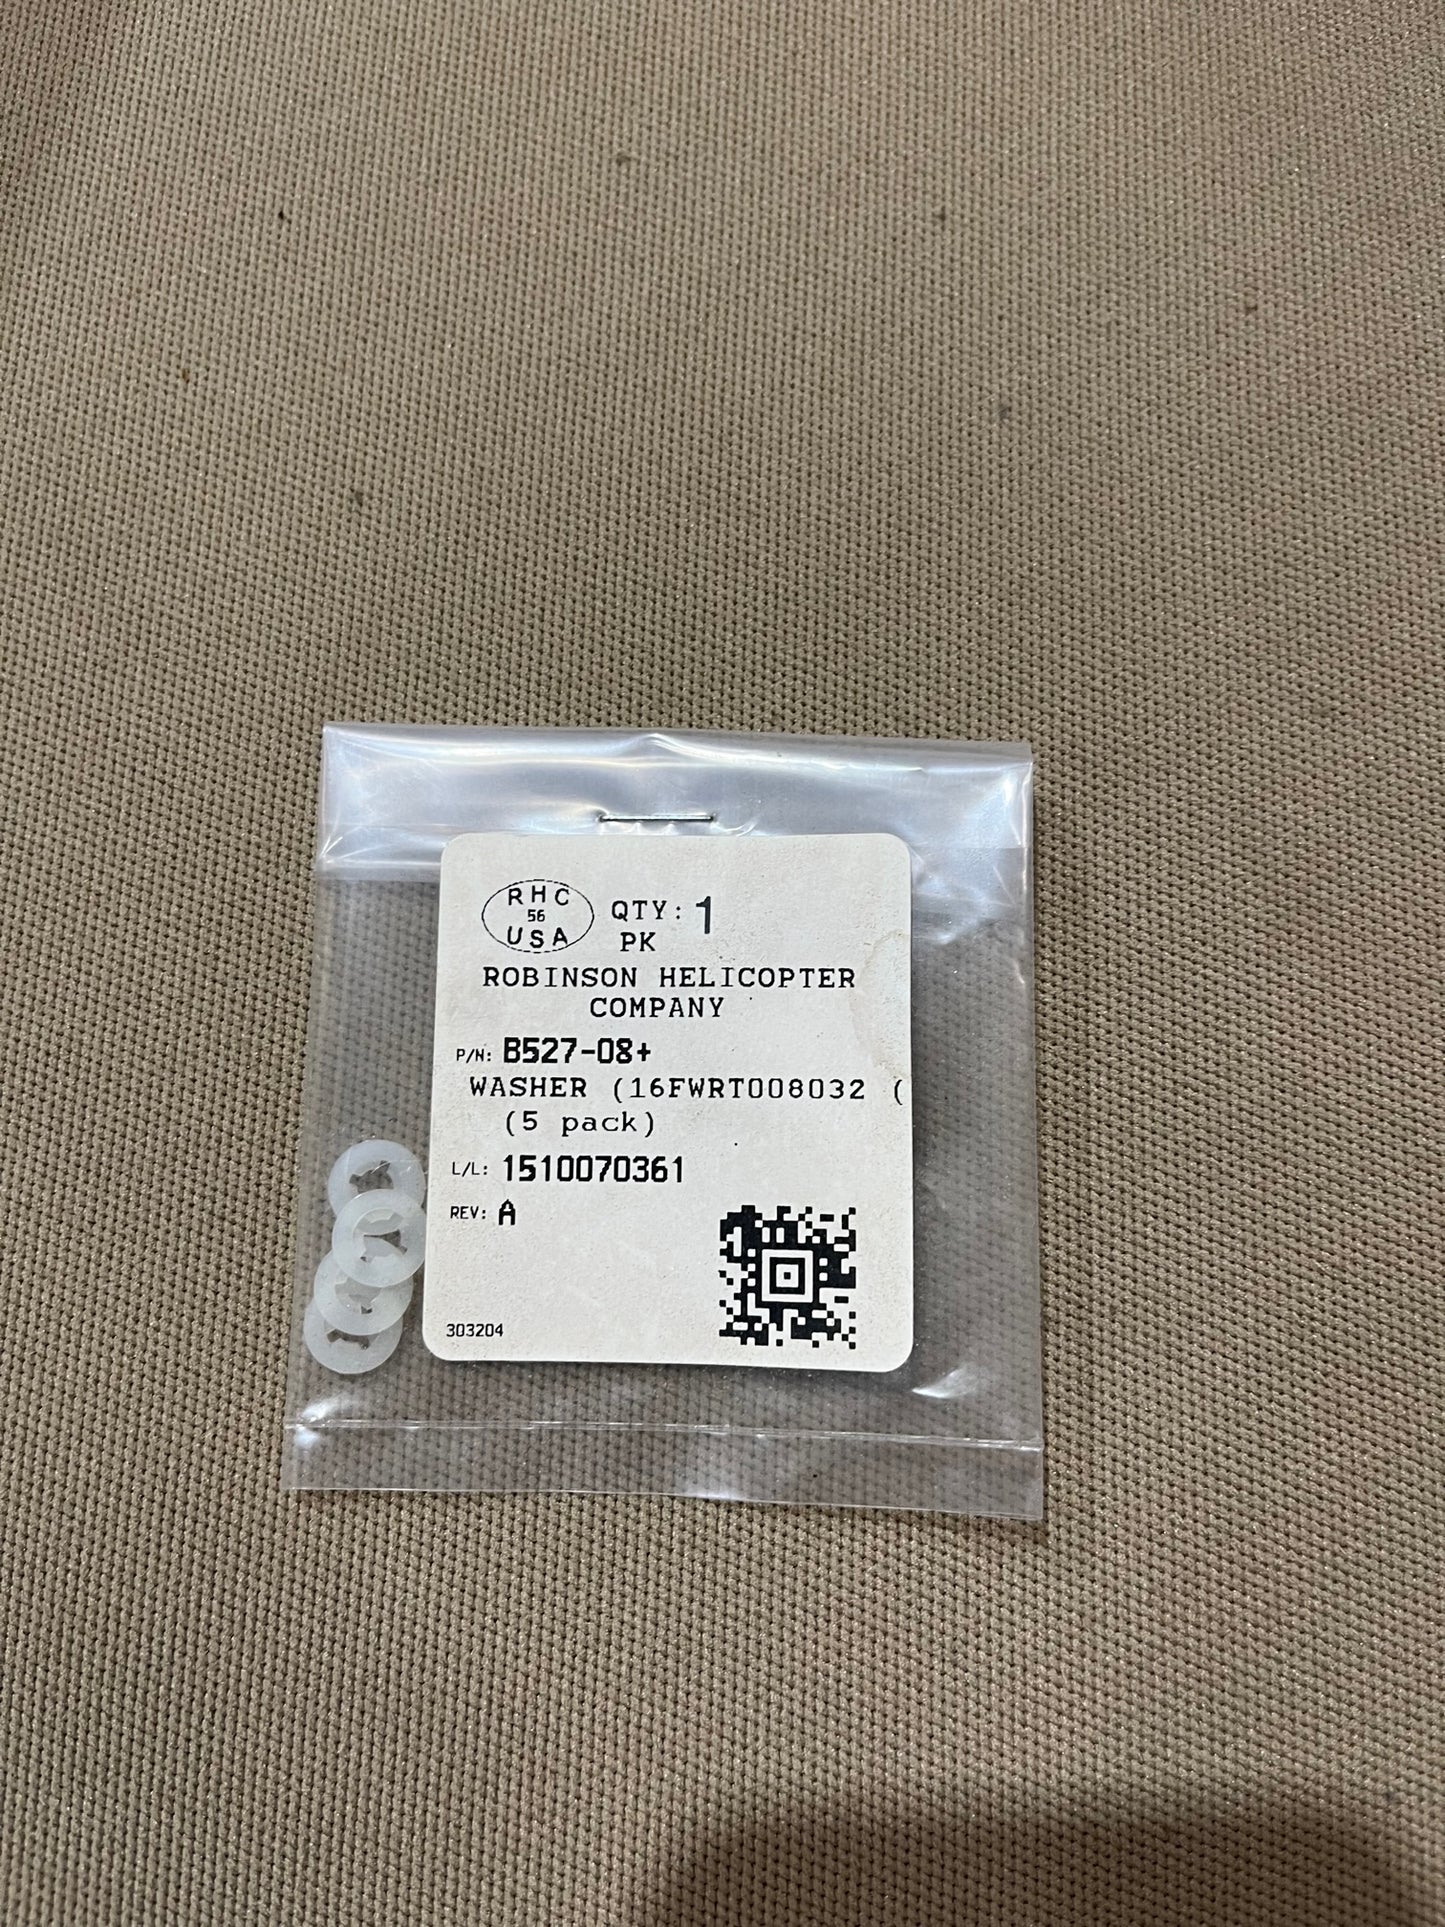 RHC
56
USA
QTY: 1
PK
ROBINSON HELICOPTER
COMPANY
P/N: B527-08+
WASHER (16FWRT008032 (
(5 pack)
L/L: 1510070361
REV: A
303204